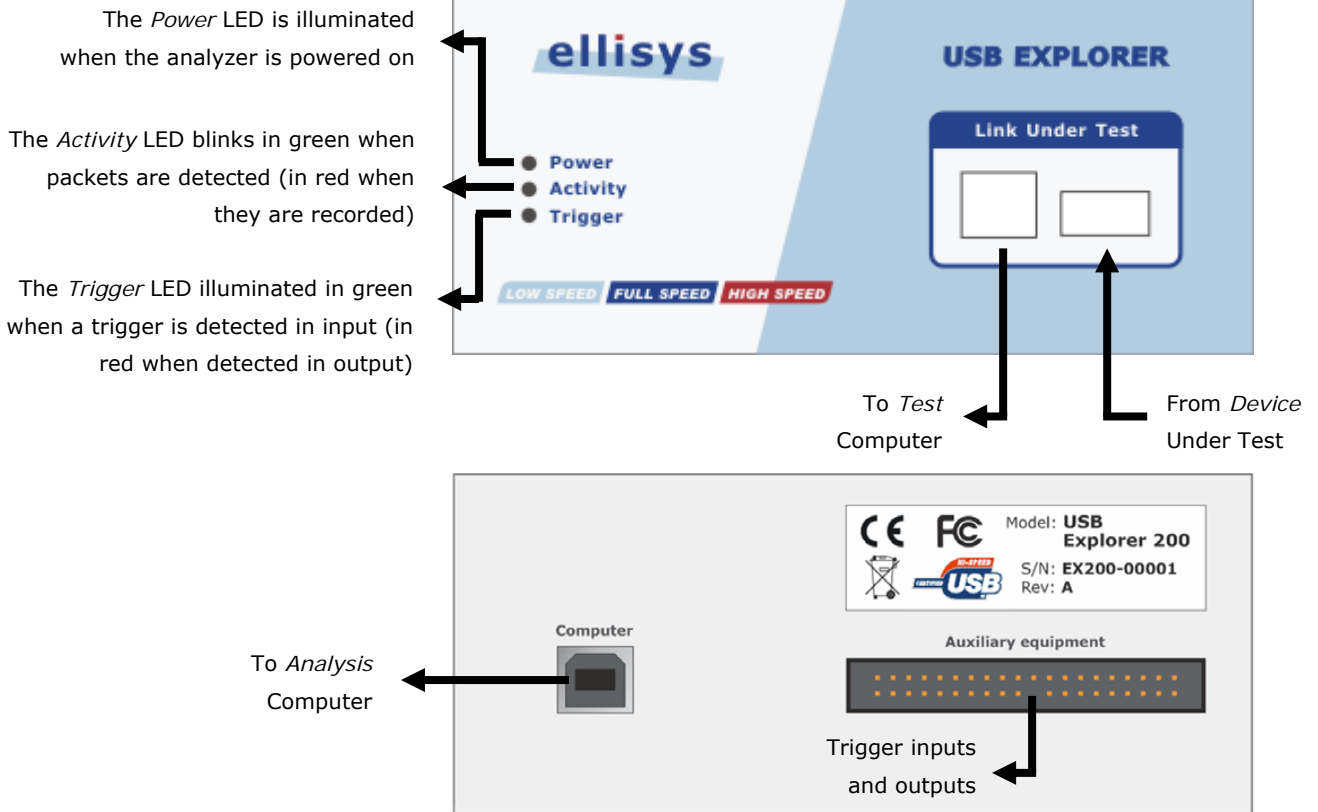 The Power LED is illuminated
when the analyzer is powered on
The Activity LED blinks in green when
packets are detected (in red when
they are recorded)
The Trigger LED illuminated in green
when a trigger is detected in input (in
red when detected in output)
ellisys
USB EXPLORER
Link Under Test
Power
Activity
Trigger
LOW SPEED FULL SPEED HIGH SPEED
To Test
Computer
From Device
Under Test
CE FC
Model: USB
Explorer 200
S/N: EX200-00001
Rev: A
HI-SPEED
CERTIFIED USB
Computer
Auxiliary equipment
To Analysis
Computer
Trigger inputs
and outputs